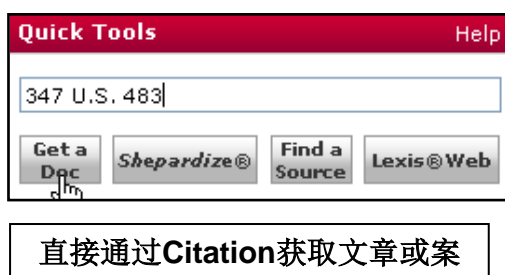 Quick Tools Help
347 U.S. 483
Get a Doc Shepardize® Find a Source Lexis®Web
直接通过Citation获取文章或案